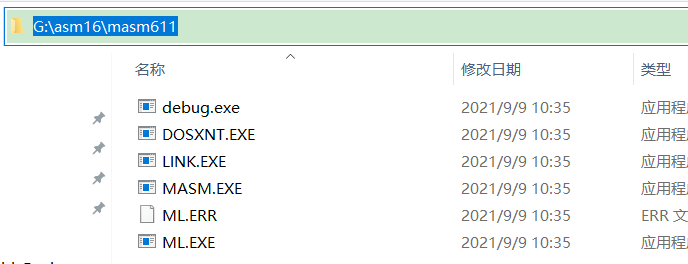 G:\asm16\masm611
名称 修改日期 类型
debug.exe 2021/9/9 10:35 应用程
DOSXNT.EXE 2021/9/9 10:35 应用程
LINK.EXE 2021/9/9 10:35 应用程
MASM.EXE 2021/9/9 10:35 应用程
ML.ERR 2021/9/9 10:35 ERR 文
ML.EXE 2021/9/9 10:35 应用程